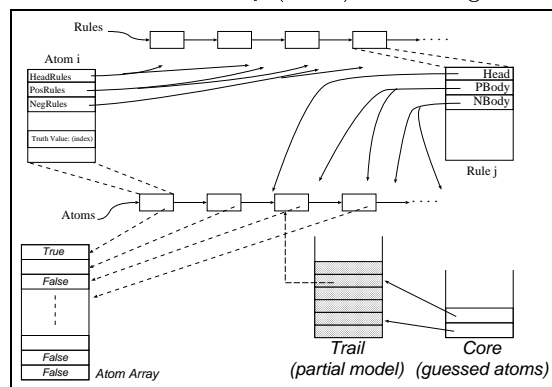 Rules
Atom i
HeadRules
PosRules
NegRules
Truth Value: (index)
Head
PBody
NBody
Rule j
Atoms
True
False
False
False
Atom Array
Trail
(partial model)
Core
(guessed atoms)